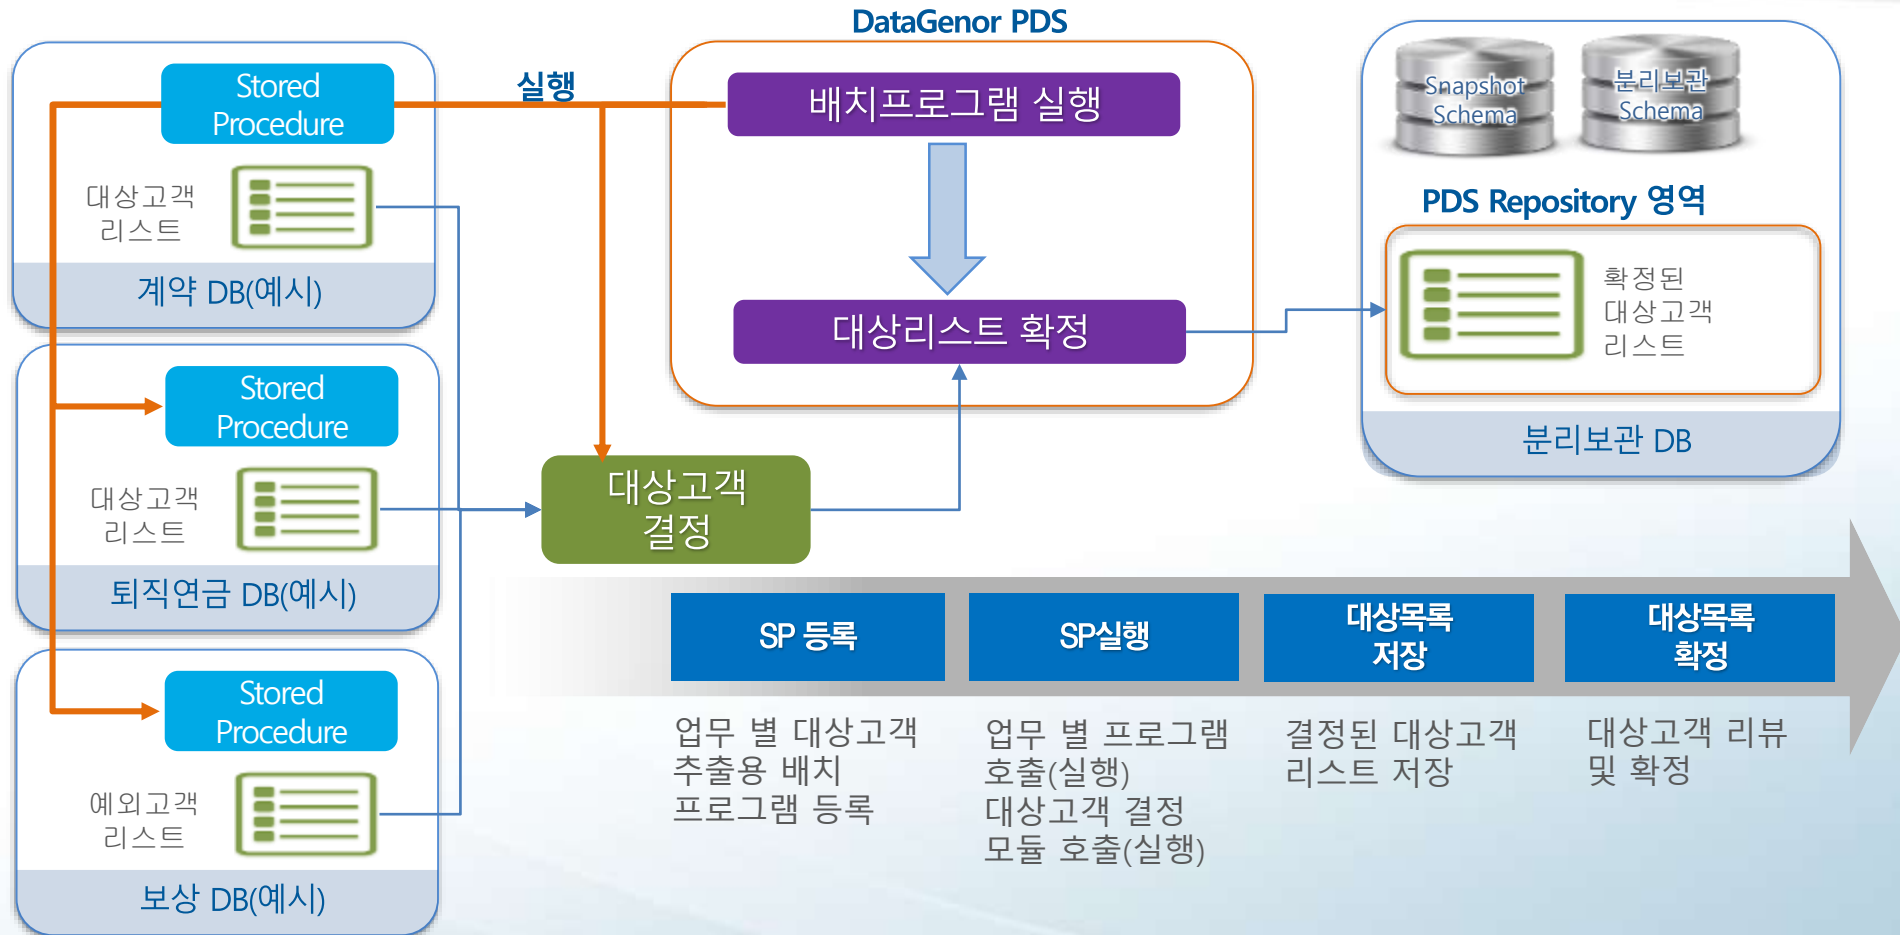 DataGenor PDS
Stored
Procedure
대상고객
리스트
계약 DB(예시)
Stored
Procedure
대상고객
리스트
퇴직연금 DB(예시)
Stored
Procedure
예외고객
리스트
보상 DB(예시)
실행
배치프로그램 실행
대상리스트 확정
대상고객
결정
Snapshot
Schema
분리보관
Schema
PDS Repository 영역
확정된
대상고객
리스트
분리보관 DB
SP 등록
업무 별 대상고객
추출용 배치
프로그램 등록
SP실행
업무 별 프로그램
호출(실행)
대상고객 결정
모듈 호출(실행)
대상목록
저장
결정된 대상고객
리스트 저장
대상목록
확정
대상고객 리뷰
및 확정